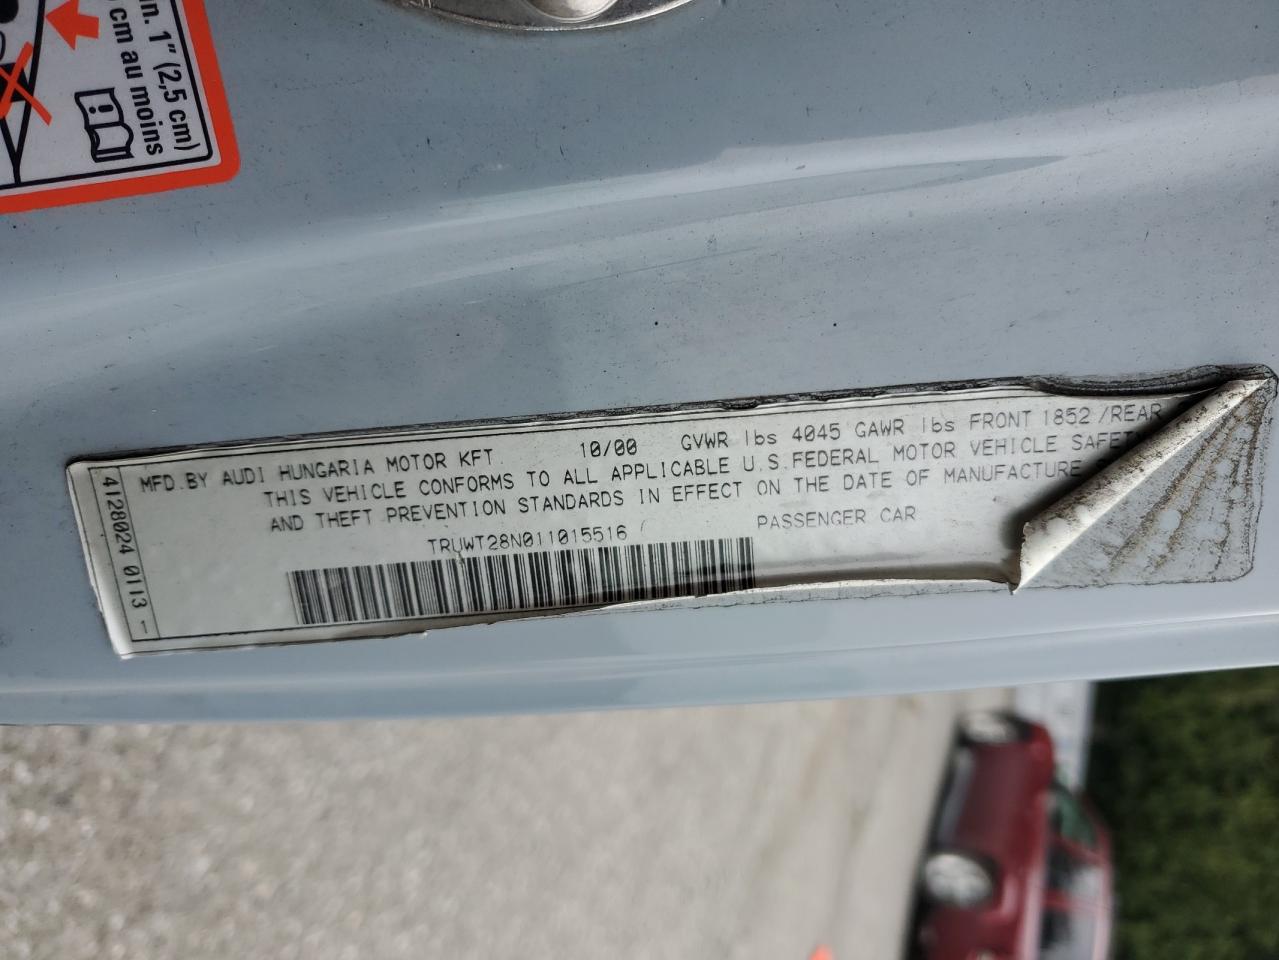 in. 1" (2,5 cm)
cm au moins
MFD.BY AUDI HUNGARIA MOTOR KFT 10/00 GVWR lbs 4045 GAWR lbs FRONT 1852 /REAR
THIS VEHICLE CONFORMS TO ALL APPLICABLE U.S.FEDERAL MOTOR VEHICLE
AND THEFT PREVENTION STANDARDS IN EFFECT ON THE DATE OF MANUFACTURE
TRUWT28N011015516 PASSENGER CAR
41280024 0113 1